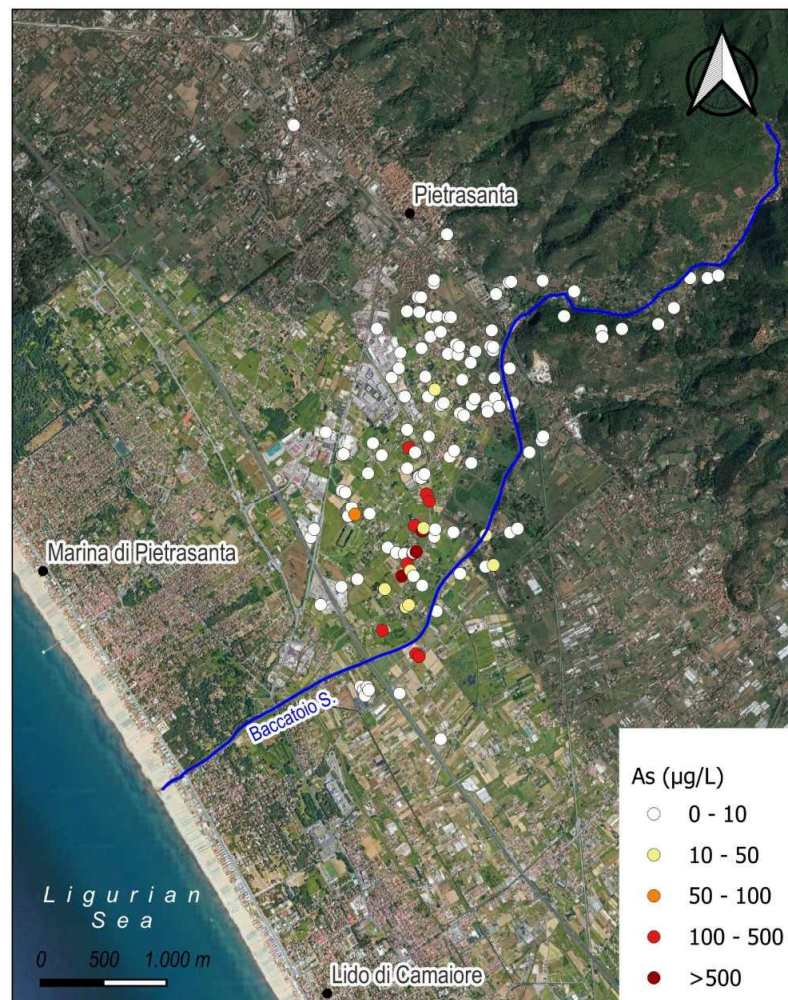 Pietrasanta
Marina di Pietrasanta
Baccatoio S.
Ligurian
Sea
0 500 1.000 m
Lido di Camaiore
As (µg/L)
0 - 10
10 - 50
50 - 100
100 - 500
>500